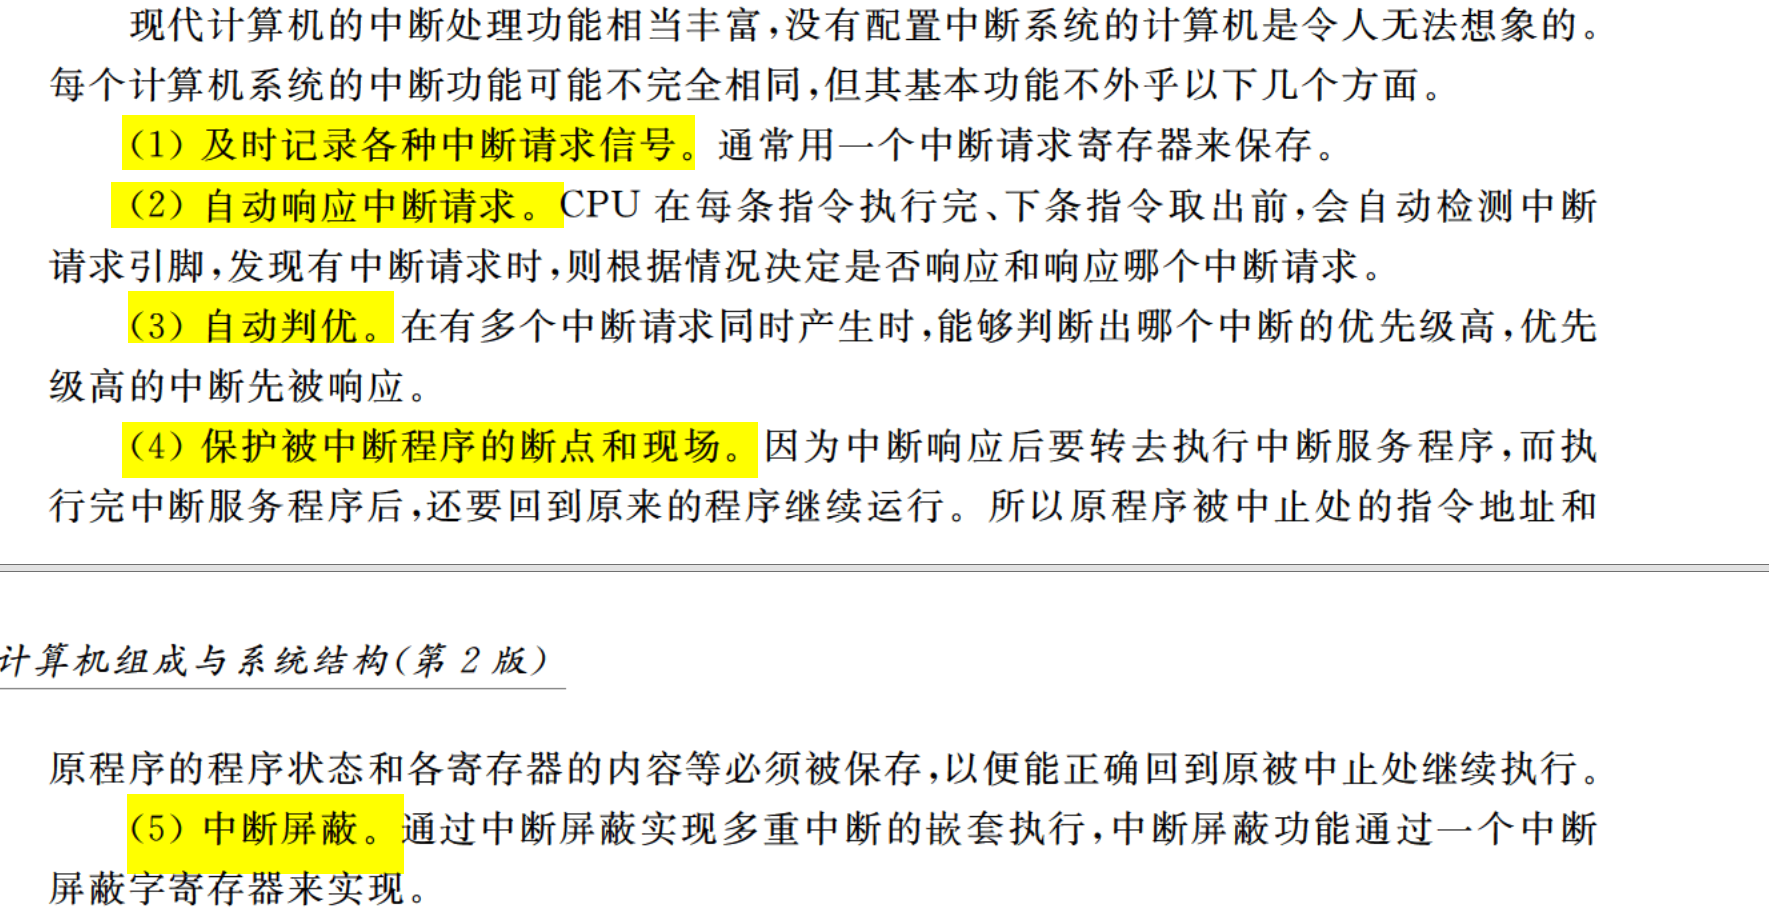 现代计算机的中断处理功能相当丰富,没有配置中断系统的计算机是令人无法想象的。
每个计算机系统的中断功能可能不完全相同,但其基本功能不外乎以下几个方面。
(1) 及时记录各种中断请求信号。通常用一个中断请求寄存器来保存。
(2) 自动响应中断请求。CPU 在每条指令执行完、下条指令取出前,会自动检测中断
请求引脚,发现有中断请求时,则根据情况决定是否响应和响应哪个中断请求。
(3) 自动判优。在有多个中断请求同时产生时,能够判断出哪个中断的优先级高,优先
级高的中断先被响应。
(4) 保护被中断程序的断点和现场。因为中断响应后要转去执行中断服务程序,而执
行完中断服务程序后,还要回到原来的程序继续运行。所以原程序被中止处的指令地址和
计算机组成与系统结构(第 2 版)
原程序的程序状态和各寄存器的内容等必须被保存,以便能正确回到原被中止处继续执行。
(5) 中断屏蔽。通过中断屏蔽实现多重中断的嵌套执行,中断屏蔽功能通过一个中断
屏蔽字寄存器来实现。